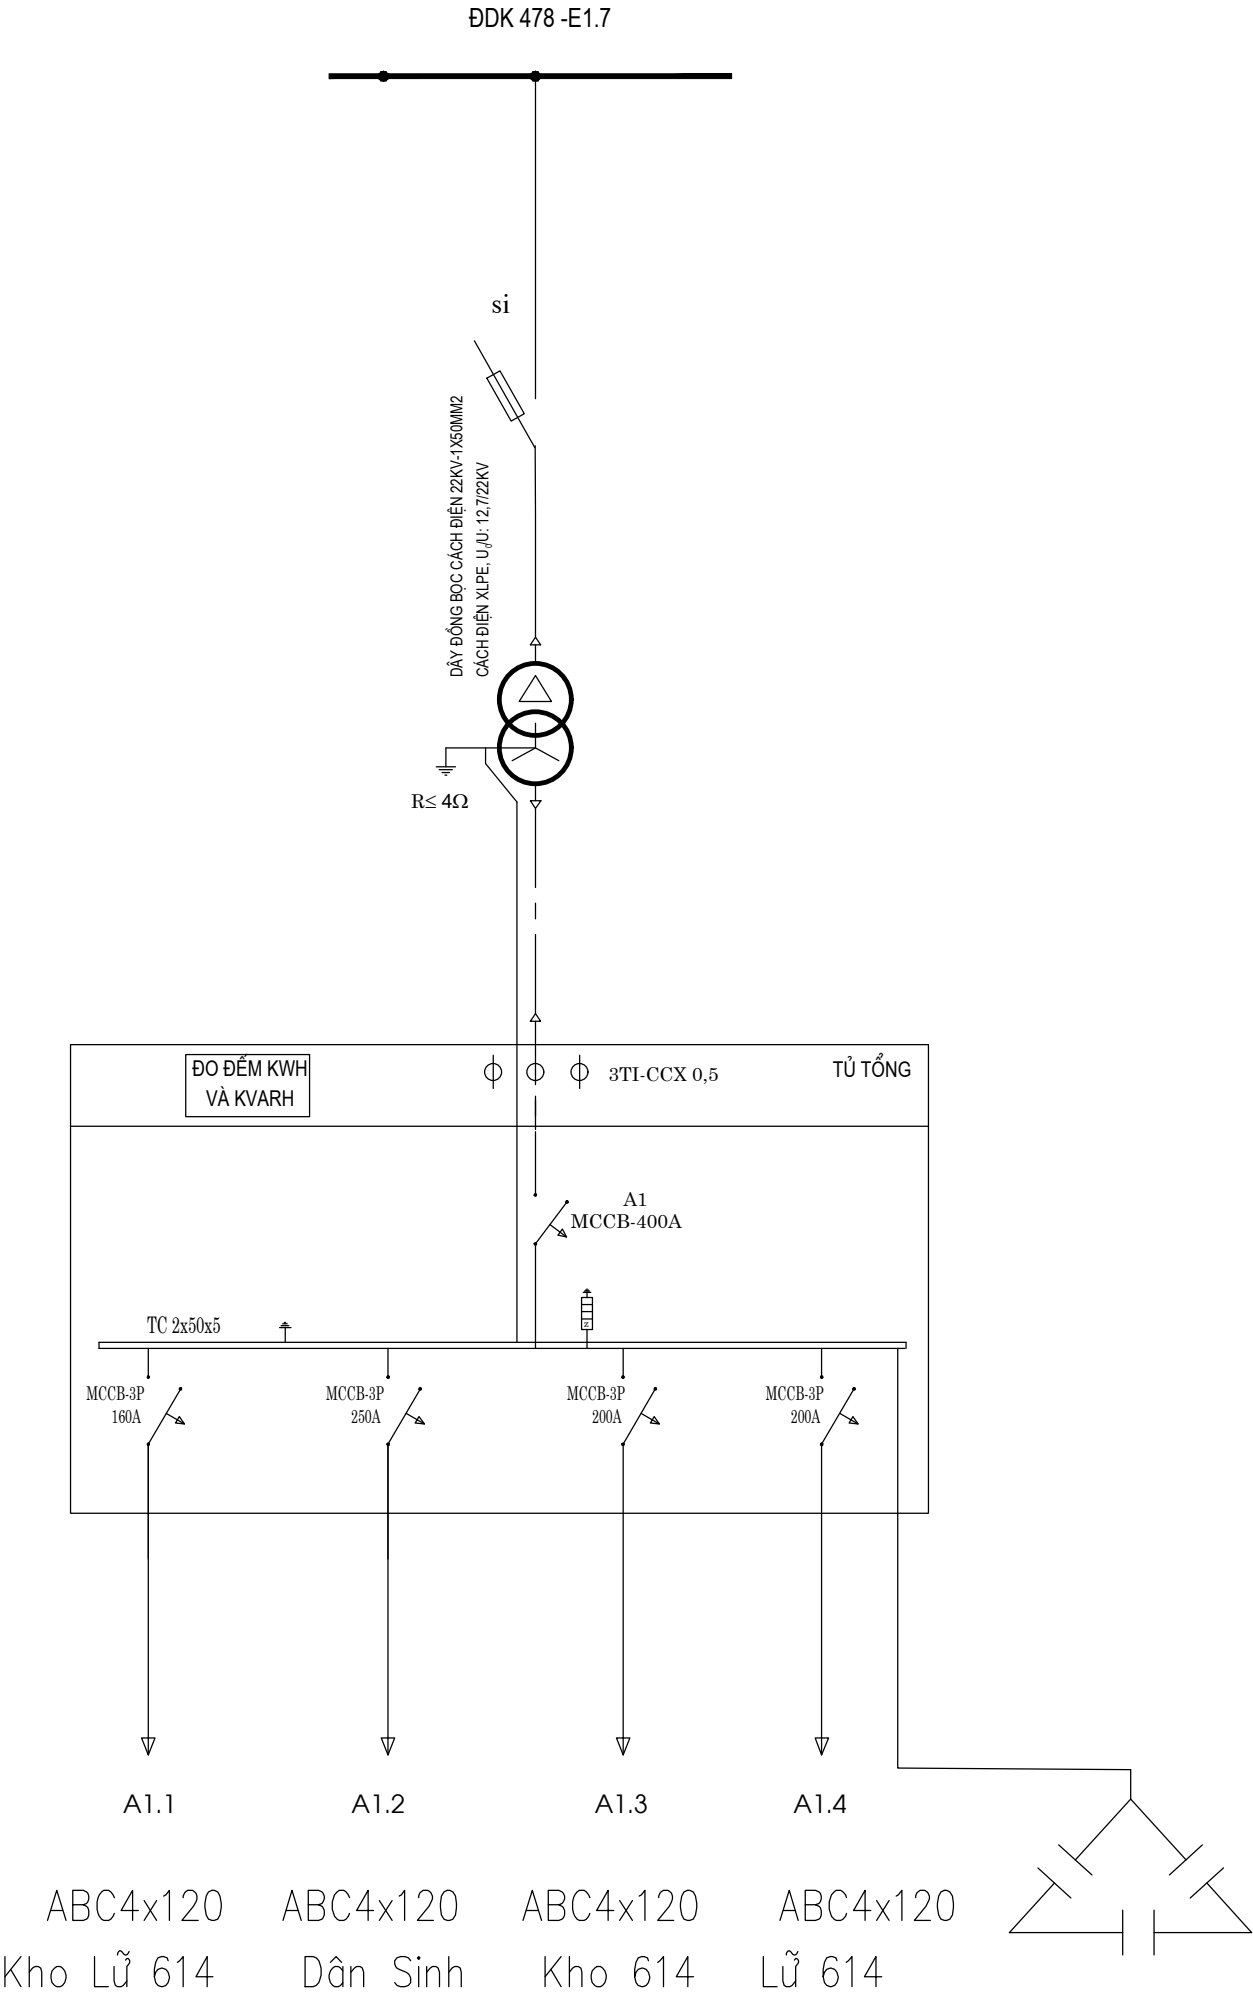 ĐDK 478 -E1.7
si
DÂY ĐỒNG BỌC CÁCH ĐIỆN 22KV-1X50MM2
CÁCH ĐIỆN XLPE, U₀/U: 12,7/22KV
R≤ 4Ω
ĐO ĐẾM KWH
VÀ KVARH
3TI-CCX 0,5
TỦ TỔNG
A1
MCCB-400A
TC 2x50x5
z
MCCB-3P
160A
MCCB-3P
250A
MCCB-3P
200A
MCCB-3P
200A
A1.1
A1.2
A1.3
A1.4
ABC4x120
Kho Lữ 614
ABC4x120
Dân Sinh
ABC4x120
Kho 614
ABC4x120
Lữ 614